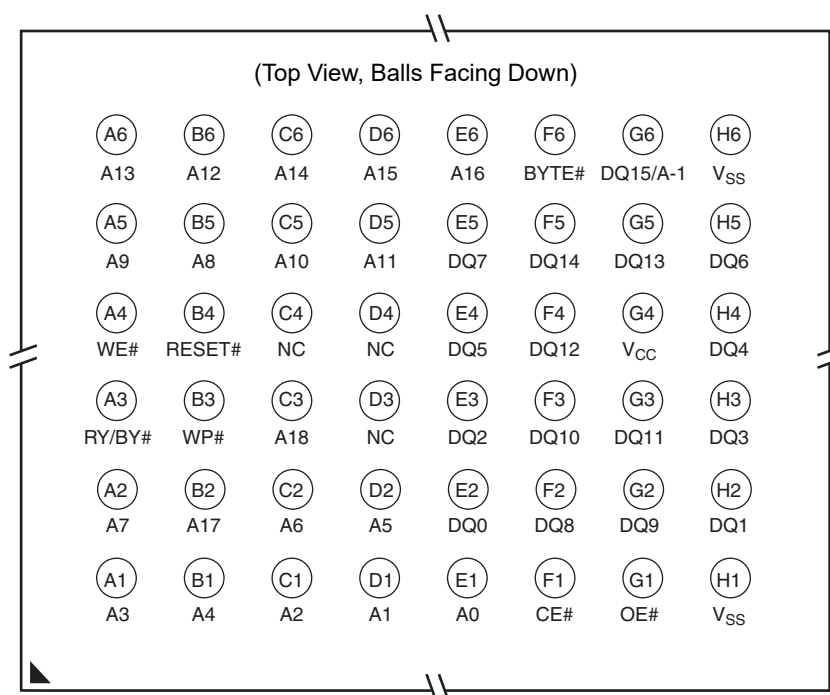 (Top View, Balls Facing Down)
A6 B6 C6 D6 E6 F6 G6 H6
A13 A12 A14 A15 A16 BYTE# DQ15/A-1 VSS
A5 B5 C5 D5 E5 F5 G5 H5
A9 A8 A10 A11 DQ7 DQ14 DQ13 DQ6
A4 B4 C4 D4 E4 F4 G4 H4
WE# RESET# NC NC DQ5 DQ12 VCC DQ4
A3 B3 C3 D3 E3 F3 G3 H3
RY/BY# WP# A18 NC DQ2 DQ10 DQ11 DQ3
A2 B2 C2 D2 E2 F2 G2 H2
A7 A17 A6 A5 DQ0 DQ8 DQ9 DQ1
A1 B1 C1 D1 E1 F1 G1 H1
A3 A4 A2 A1 A0 CE# OE# VSS